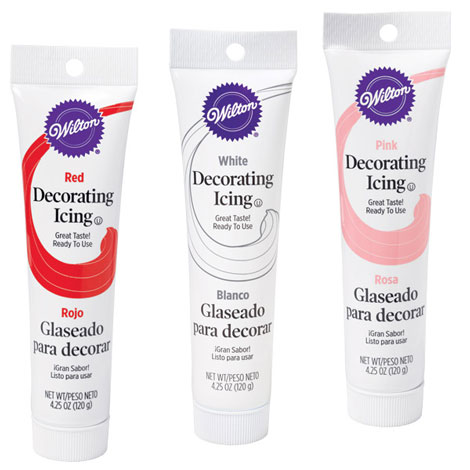 Wilton
Red
Decorating
Icing
Great Taste!
Ready To Use
Rojo
Glaseado
para decorar
¡Gran Sabor!
Listo para usar
NET WT/PESO NETO
4.25 OZ (120 g)
Wilton
White
Decorating
Icing
Great Taste!
Ready To Use
Blanco
Glaseado
para decorar
¡Gran Sabor!
Listo para usar
NET WT/PESO NETO
4.25 OZ (120 g)
Wilton
Pink
Decorating
Icing
Great Taste!
Ready To Use
Rosa
Glaseado
para decorar
¡Gran Sabor!
Listo para usar
NET WT/PESO NETO
4.25 OZ (120 g)